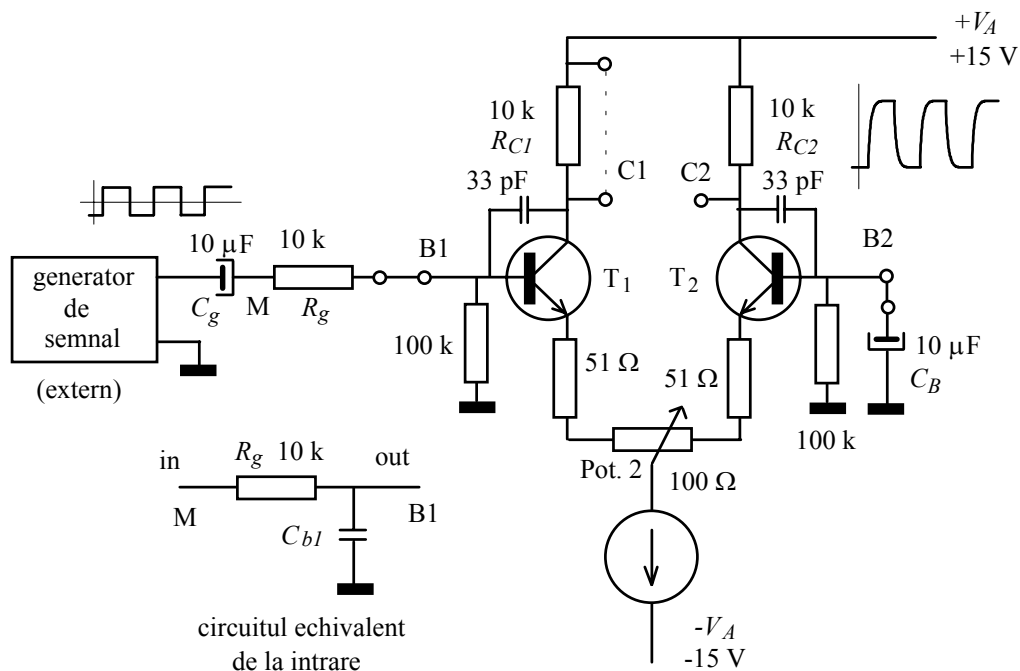 +V_A
+15 V
10 k
R_C1
10 k
R_C2
33 pF
C1
C2
33 pF
10 µF
10 k
B1
B2
generator
de
semnal
C_g
M
R_g
T_1
T_2
100 k
51 Ω
51 Ω
10 µF
C_B
(extern)
100 k
Pot. 2
100 Ω
in
R_g
10 k
out
M
B1
C_b1
circuitul echivalent
de la intrare
-V_A
-15 V